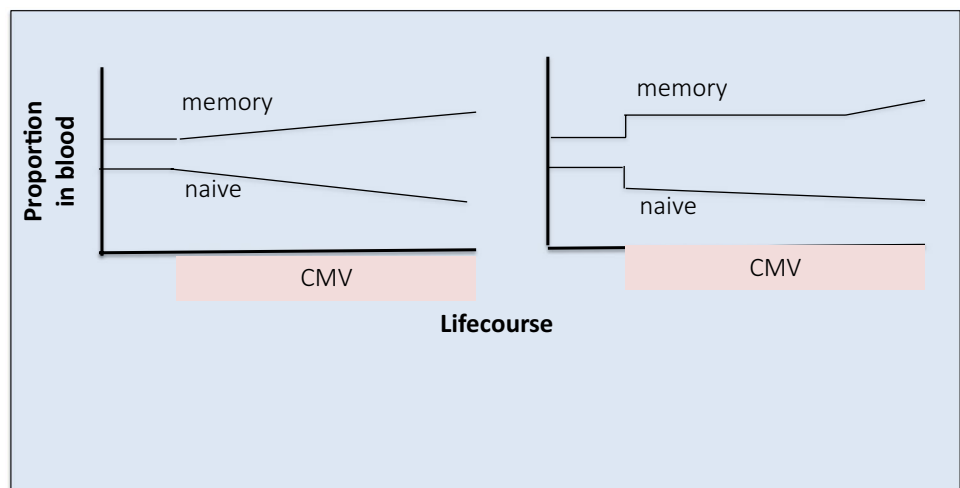 memory
memory
Proportion
in blood
naive
naive
CMV
CMV
Lifecourse